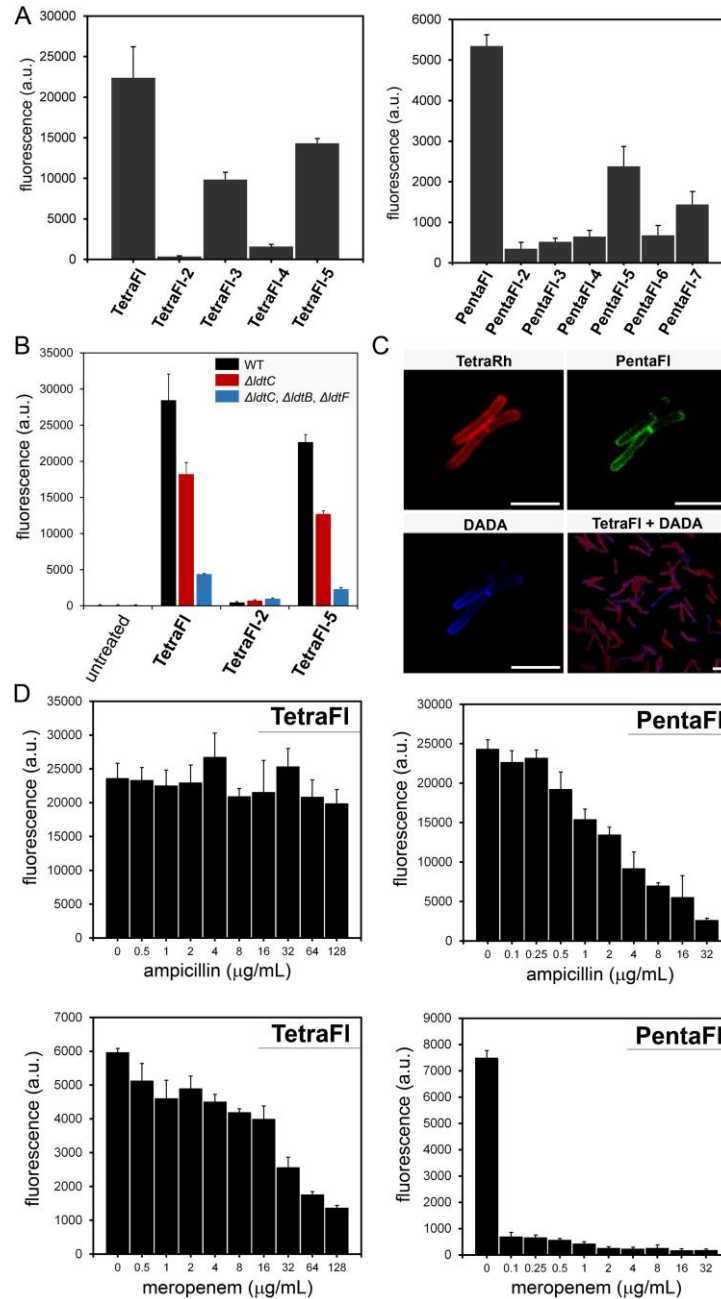 A
fluorescence (a.u.)
25000
20000
15000
10000
5000
0
TetraFl
TetraFl-2
TetraFl-3
TetraFl-4
TetraFl-5
fluorescence (a.u.)
6000
5000
4000
3000
2000
1000
0
PentaFl
PentaFl-2
PentaFl-3
PentaFl-4
PentaFl-5
PentaFl-6
PentaFl-7
B
fluorescence (a.u.)
35000
30000
25000
20000
15000
10000
5000
0
WT
ΔldtC
ΔldtC, ΔldtB, ΔldtF
untreated
TetraFl
TetraFl-2
TetraFl-5
C
TetraRh
PentaFl
DADA
TetraFl + DADA
D
TetraFl
fluorescence (a.u.)
35000
30000
25000
20000
15000
10000
5000
0
0 0.5 1 2 4 8 16 32 64 128
ampicillin (μg/mL)
PentaFl
fluorescence (a.u.)
30000
25000
20000
15000
10000
5000
0
0 0.1 0.25 0.5 1 2 4 8 16 32
ampicillin (μg/mL)
TetraFl
fluorescence (a.u.)
7000
6000
5000
4000
3000
2000
1000
0
0 0.5 1 2 4 8 16 32 64 128
meropenem (μg/mL)
PentaFl
fluorescence (a.u.)
9000
8000
7000
6000
5000
4000
3000
2000
1000
0
0 0.1 0.25 0.5 1 2 4 8 16 32
meropenem (μg/mL)